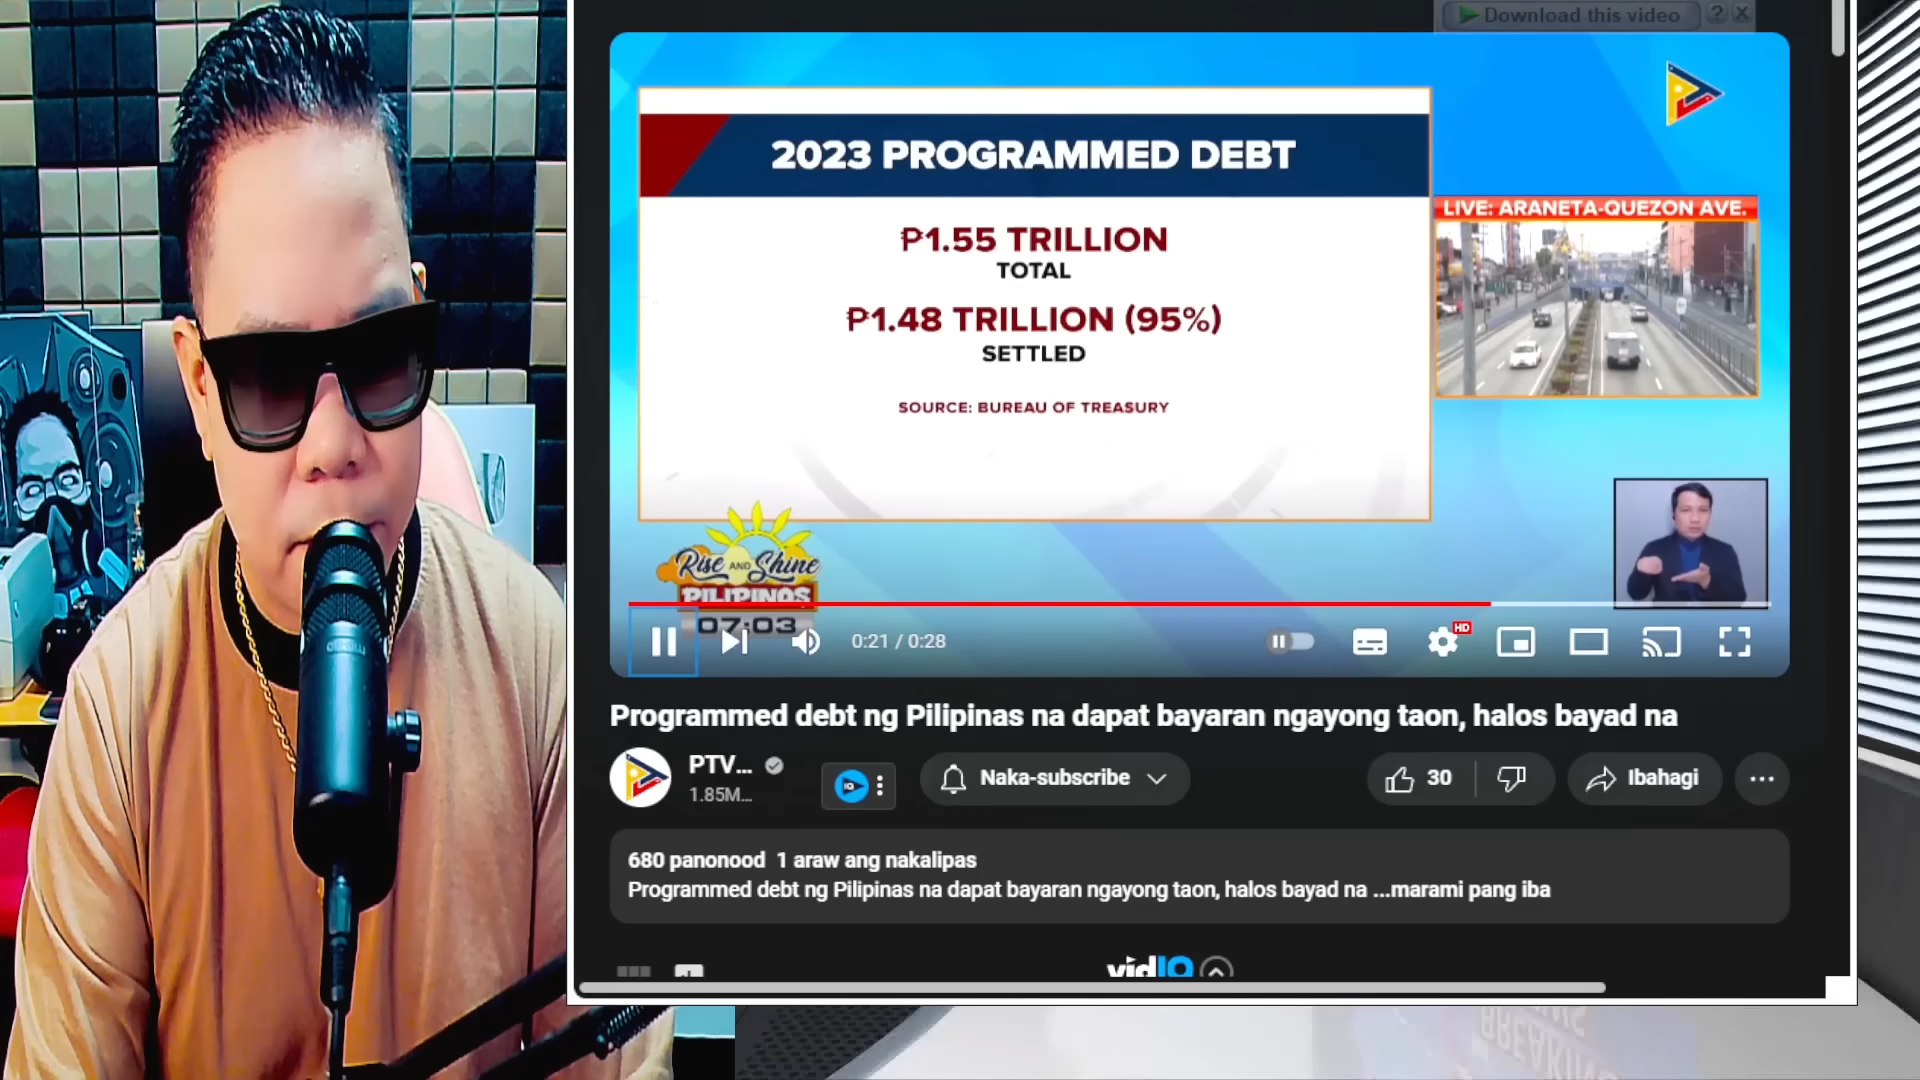 Download this video ? X
2023 PROGRAMMED DEBT
₱1.55 TRILLION
TOTAL
₱1.48 TRILLION (95%)
SETTLED
SOURCE: BUREAU OF TREASURY
LIVE: ARANETA-QUEZON AVE.
Rise AND Shine
PILIPINAS
07:03
0:21 / 0:28
HD
Programmed debt ng Pilipinas na dapat bayaran ngayong taon, halos bayad na
PTV...
1.85M...
IQ
Naka-subscribe
30
Ibahagi
680 panonood 1 araw ang nakalipas
Programmed debt ng Pilipinas na dapat bayaran ngayong taon, halos bayad na ...marami pang iba
vidIQ
BREAKING